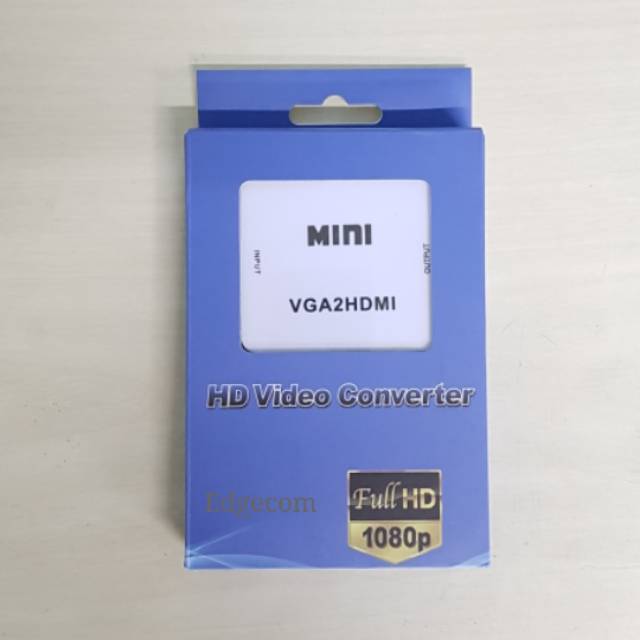 MINI
INPUT
OUTPUT
VGA2HDMI
HD Video Converter
Edgecom
Full HD
1080p